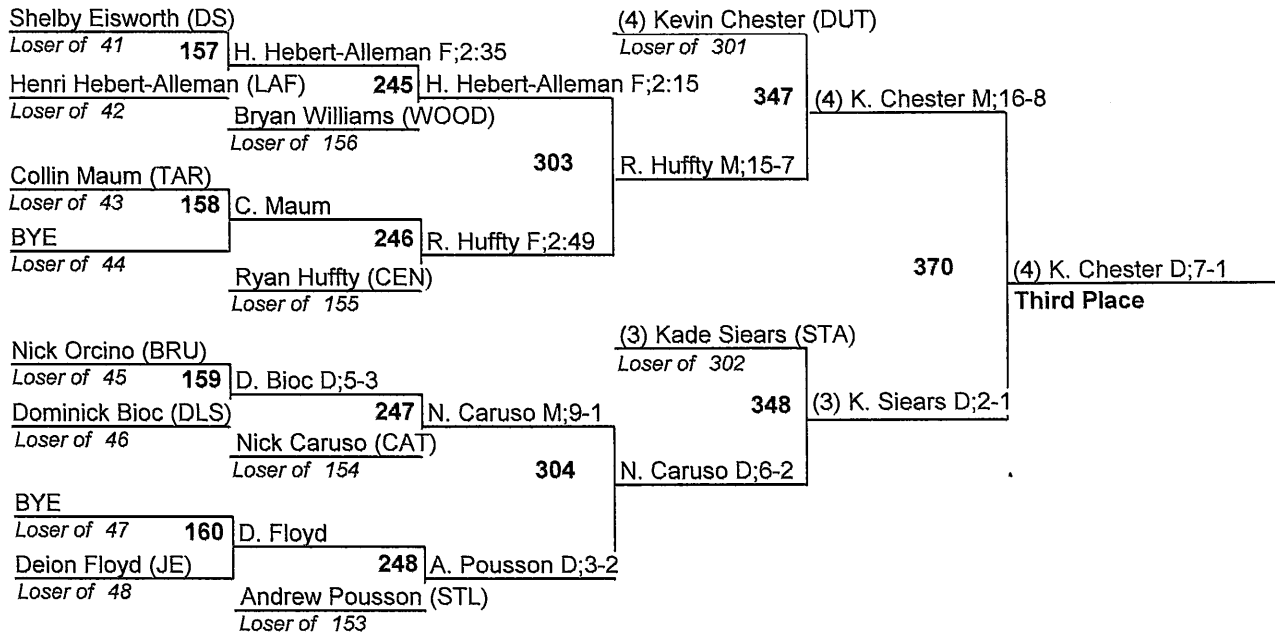 Shelby Eisworth (DS)
Loser of 41
157
H. Hebert-Alleman F;2:35
Henri Hebert-Alleman (LAF)
Loser of 42
245
H. Hebert-Alleman F;2:15
Bryan Williams (WOOD)
Loser of 156
303
Collin Maum (TAR)
Loser of 43
158
C. Maum
BYE
Loser of 44
246
R. Huffty F;2:49
Ryan Huffty (CEN)
Loser of 155
(4) Kevin Chester (DUT)
Loser of 301
347
(4) K. Chester M;16-8
R. Huffty M;15-7
370
(4) K. Chester D;7-1
Third Place
Nick Orcino (BRU)
Loser of 45
159
D. Bioc D;5-3
Dominick Bioc (DLS)
Loser of 46
247
N. Caruso M;9-1
Nick Caruso (CAT)
Loser of 154
304
BYE
Loser of 47
160
D. Floyd
Deion Floyd (JE)
Loser of 48
248
A. Pousson D;3-2
Andrew Pousson (STL)
Loser of 153
(3) Kade Siears (STA)
Loser of 302
348
(3) K. Siears D;2-1
N. Caruso D;6-2